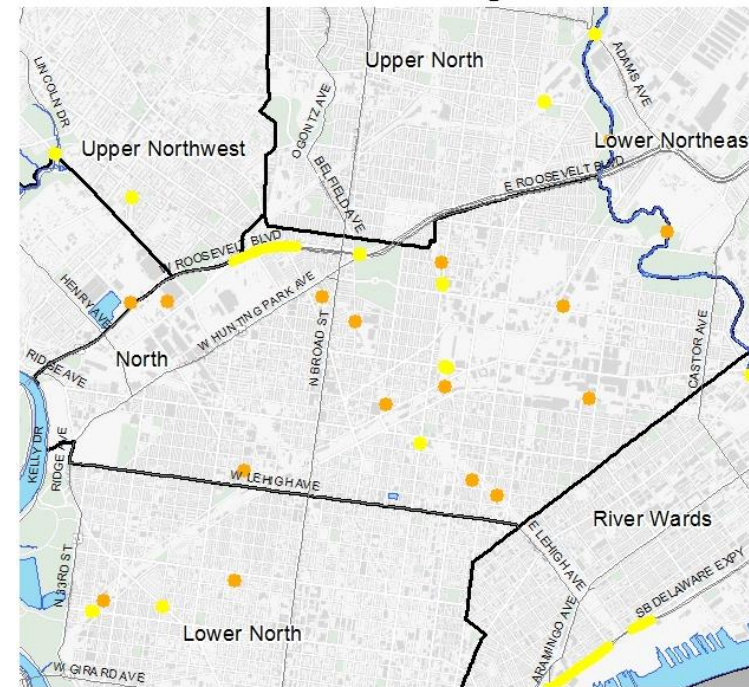 Upper North
LINCOLN DR
OGONTZ AVE
ADAMS AVE
Upper Northwest
BELFIELD AVE
Lower Northeas
E ROOSEVELT BLVD
W ROOSEVELT BLVD
HENRY AVE
W HUNTING PARK AVE
N BROAD ST
CASTOR AVE
North
RIDGE AVE
KELLY DR
RIDGE AVE
W LEHIGH AVE
River Wards
E LEHIGH AVE
SB DELAWARE EXPY
N 33RD ST
ARAMINGO AVE
Lower North
W GIRARD AVE